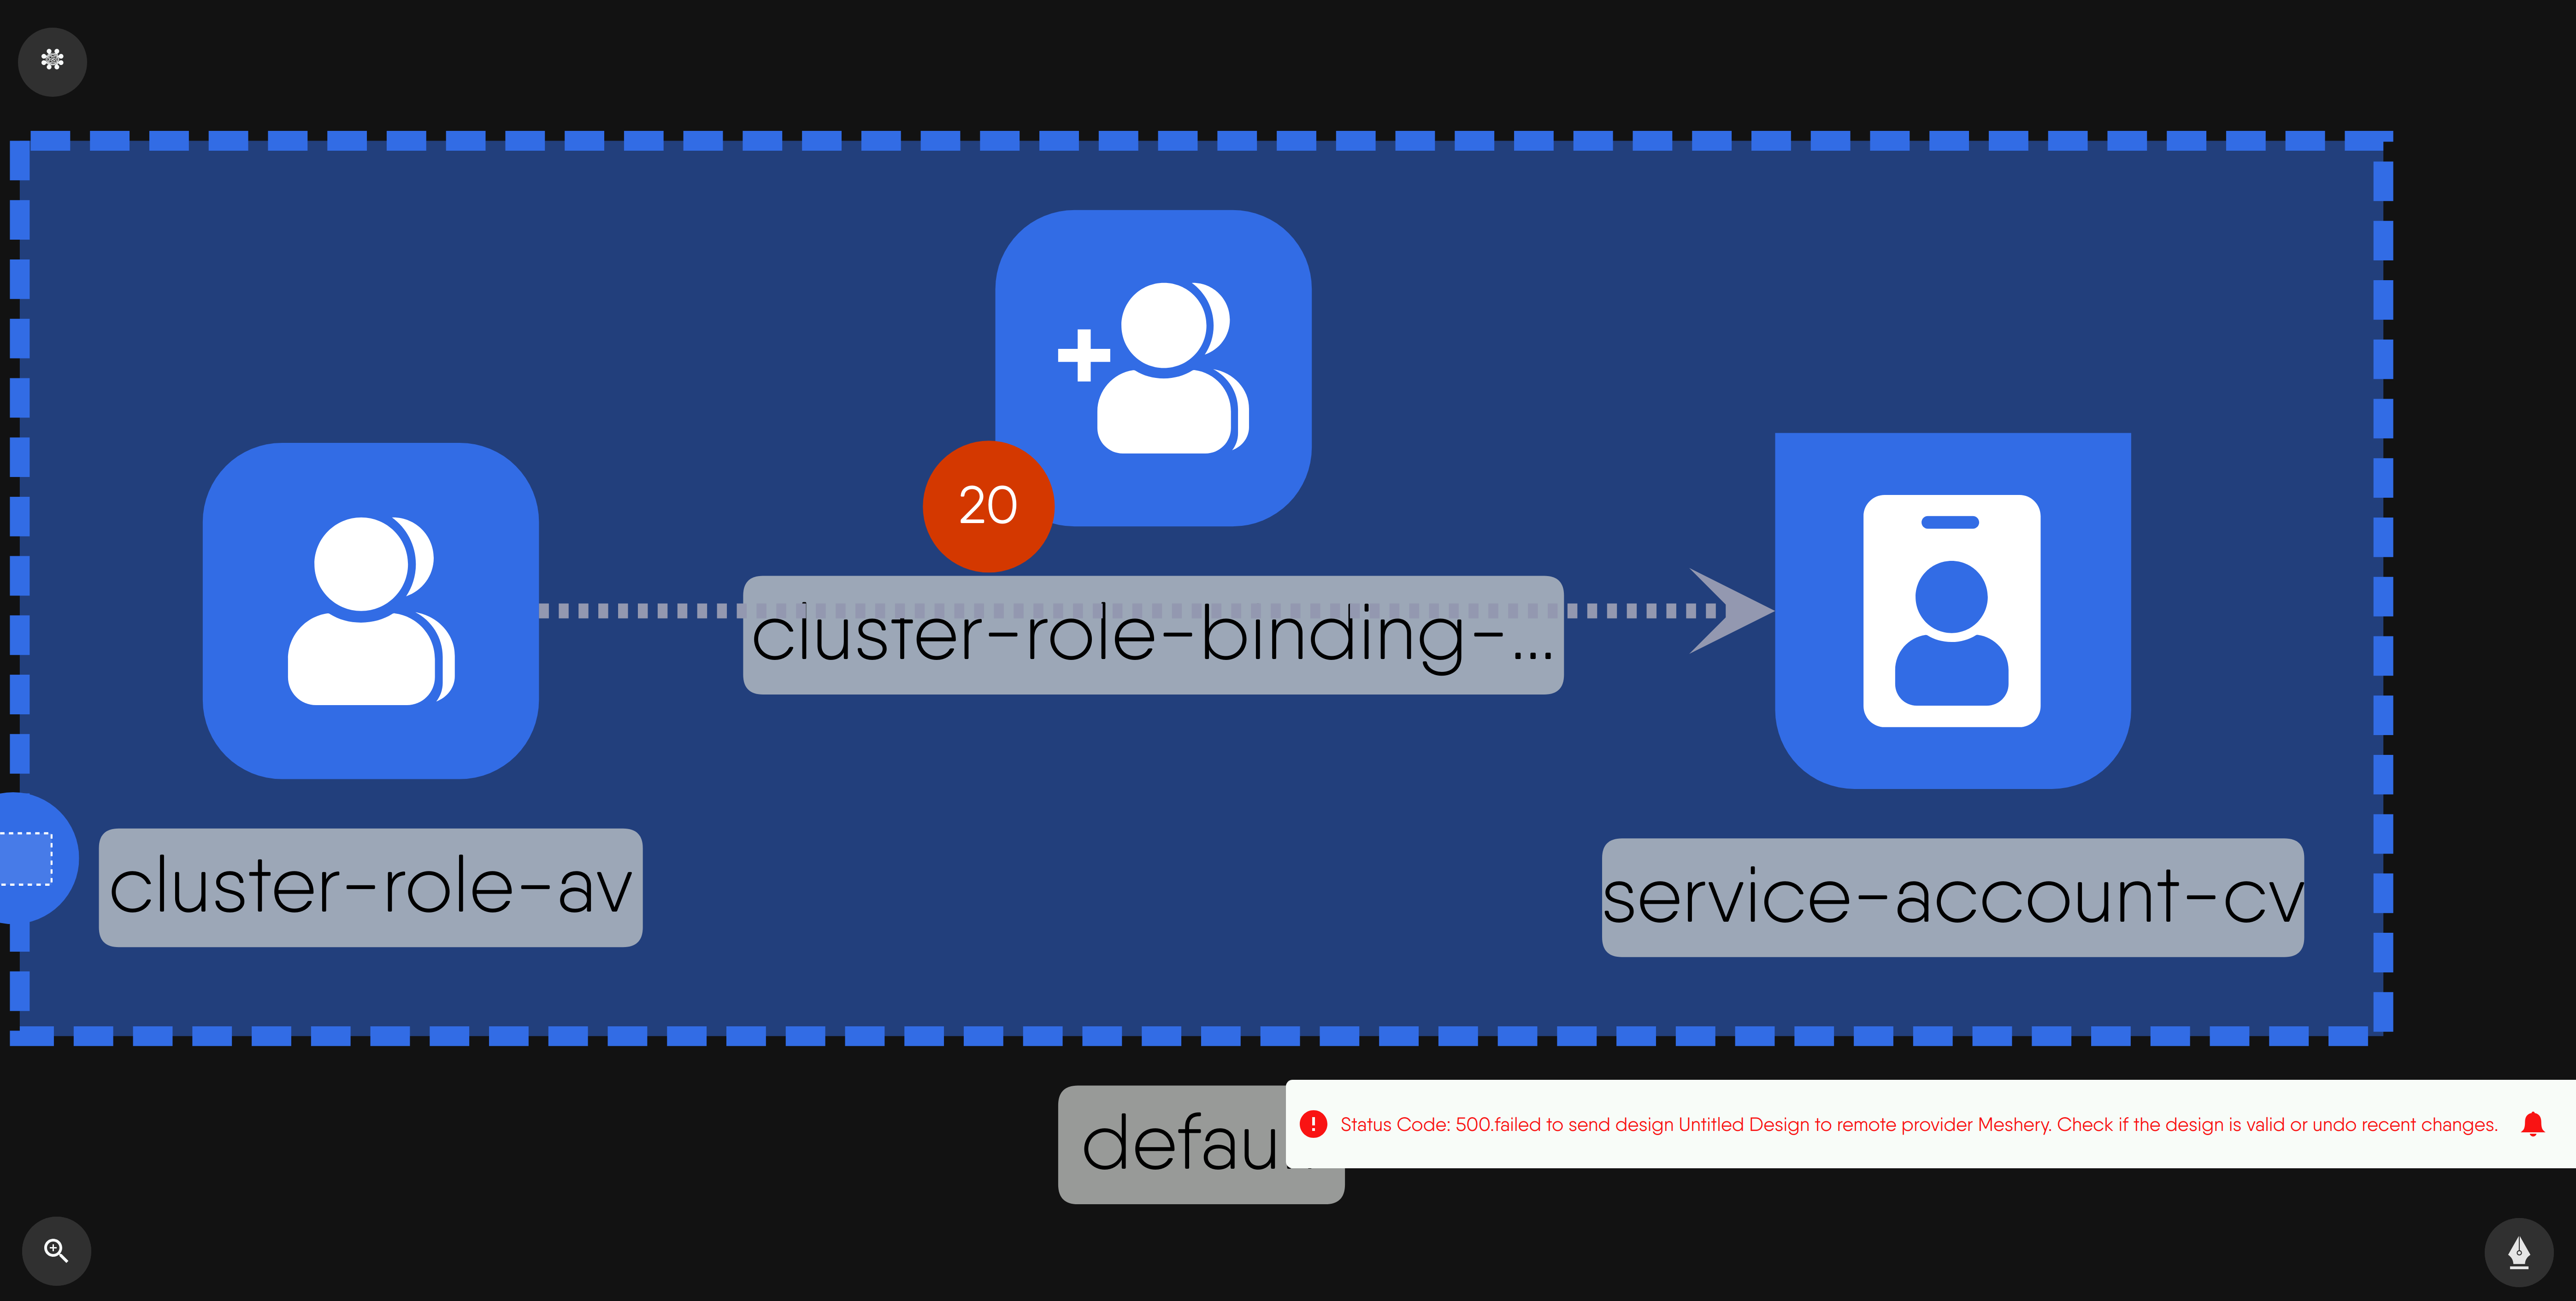 20
cluster-role-binding-...
cluster-role-av
service-account-cv
defau
Status Code: 500.failed to send design Untitled Design to remote provider Meshery. Check if the design is valid or undo recent changes.